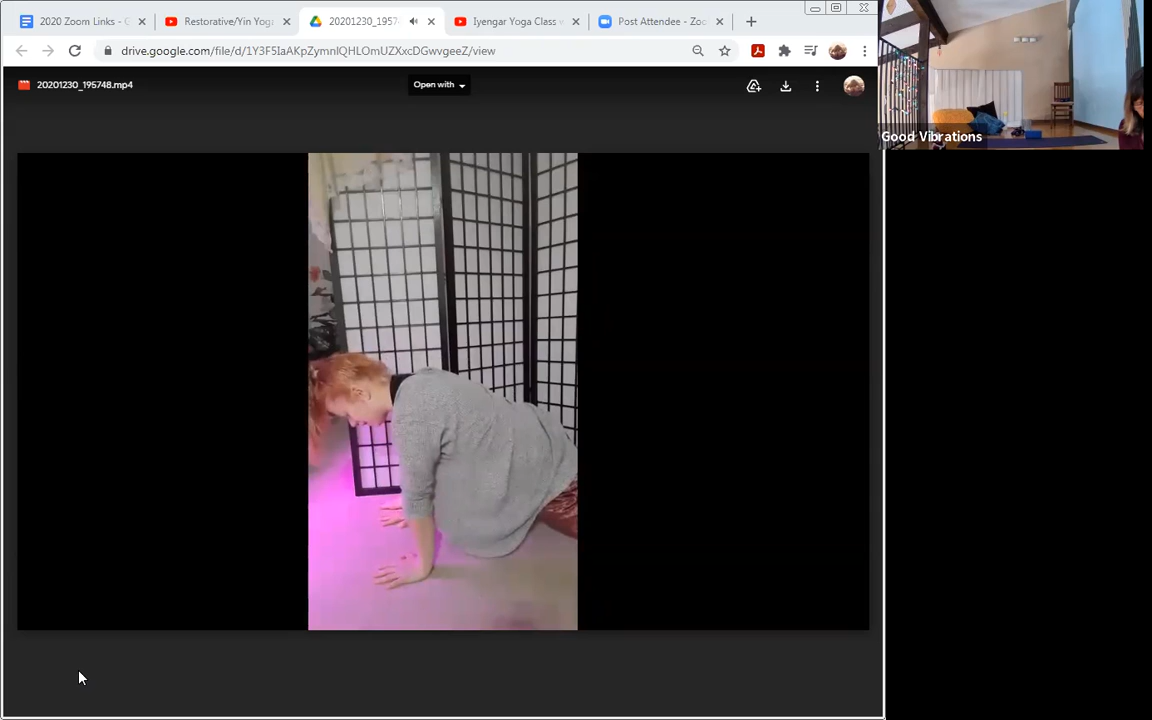 2020 Zoom Links - G
Restorative/Yin Yoga
20201230_1957
Iyengar Yoga Class w
Post Attendee - Zoo
drive.google.com/file/d/1Y3F5IaAKpZymnIQHLOmUZXxcDGwvgeeZ/view
20201230_195748.mp4
Open with
Good Vibrations